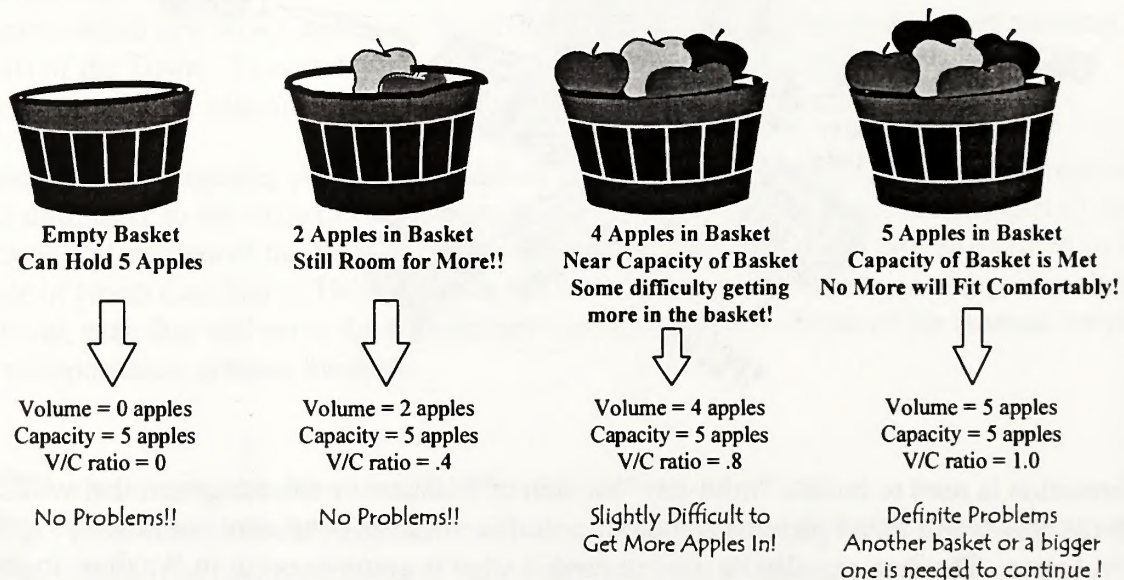 Empty Basket
Can Hold 5 Apples
Volume = 0 apples
Capacity = 5 apples
V/C ratio = 0
No Problems!!
2 Apples in Basket
Still Room for More!!
Volume = 2 apples
Capacity = 5 apples
V/C ratio = .4
No Problems!!
4 Apples in Basket
Near Capacity of Basket
Some difficulty getting
more in the basket!
Volume = 4 apples
Capacity = 5 apples
V/C ratio = .8
Slightly Difficult to
Get More Apples In!
5 Apples in Basket
Capacity of Basket is Met
No More will Fit Comfortably!
Volume = 5 apples
Capacity = 5 apples
V/C ratio = 1.0
Definite Problems
Another basket or a bigger
one is needed to continue !